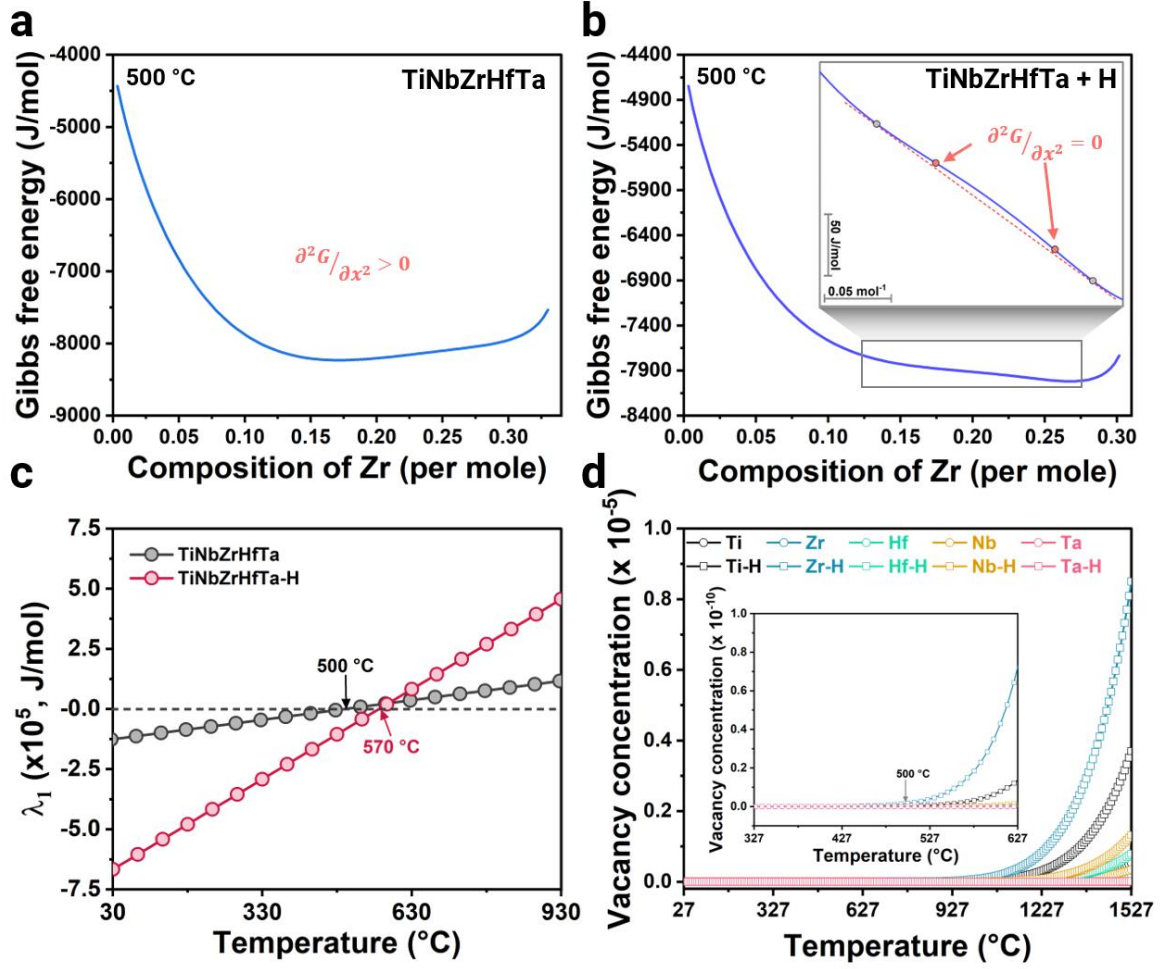 a
500 °C
TiNbZrHfTa
∂²G/∂x² > 0
Gibbs free energy (J/mol)
-4000
-5000
-6000
-7000
-8000
-9000
0.00 0.05 0.10 0.15 0.20 0.25 0.30
Composition of Zr (per mole)
b
500 °C
TiNbZrHfTa + H
∂²G/∂x² = 0
50 J/mol
0.05 mol⁻¹
Gibbs free energy (J/mol)
-4400
-4900
-5400
-5900
-6400
-6900
-7400
-7900
-8400
0.00 0.05 0.10 0.15 0.20 0.25 0.30
Composition of Zr (per mole)
c
TiNbZrHfTa
TiNbZrHfTa-H
500 °C
570 °C
λ₁ (x10⁵, J/mol)
7.5
5.0
2.5
-0.0
-2.5
-5.0
-7.5
30 330 630 930
Temperature (°C)
d
Ti Zr Hf Nb Ta
Ti-H Zr-H Hf-H Nb-H Ta-H
Vacancy concentration (x 10⁻⁵)
1.0
0.8
0.6
0.4
0.2
0.0
27 327 627 927 1227 1527
Temperature (°C)
Vacancy concentration (x 10⁻¹⁰)
1.0
0.8
0.6
0.4
0.2
0.0
500 °C
327 427 527 627
Temperature (°C)